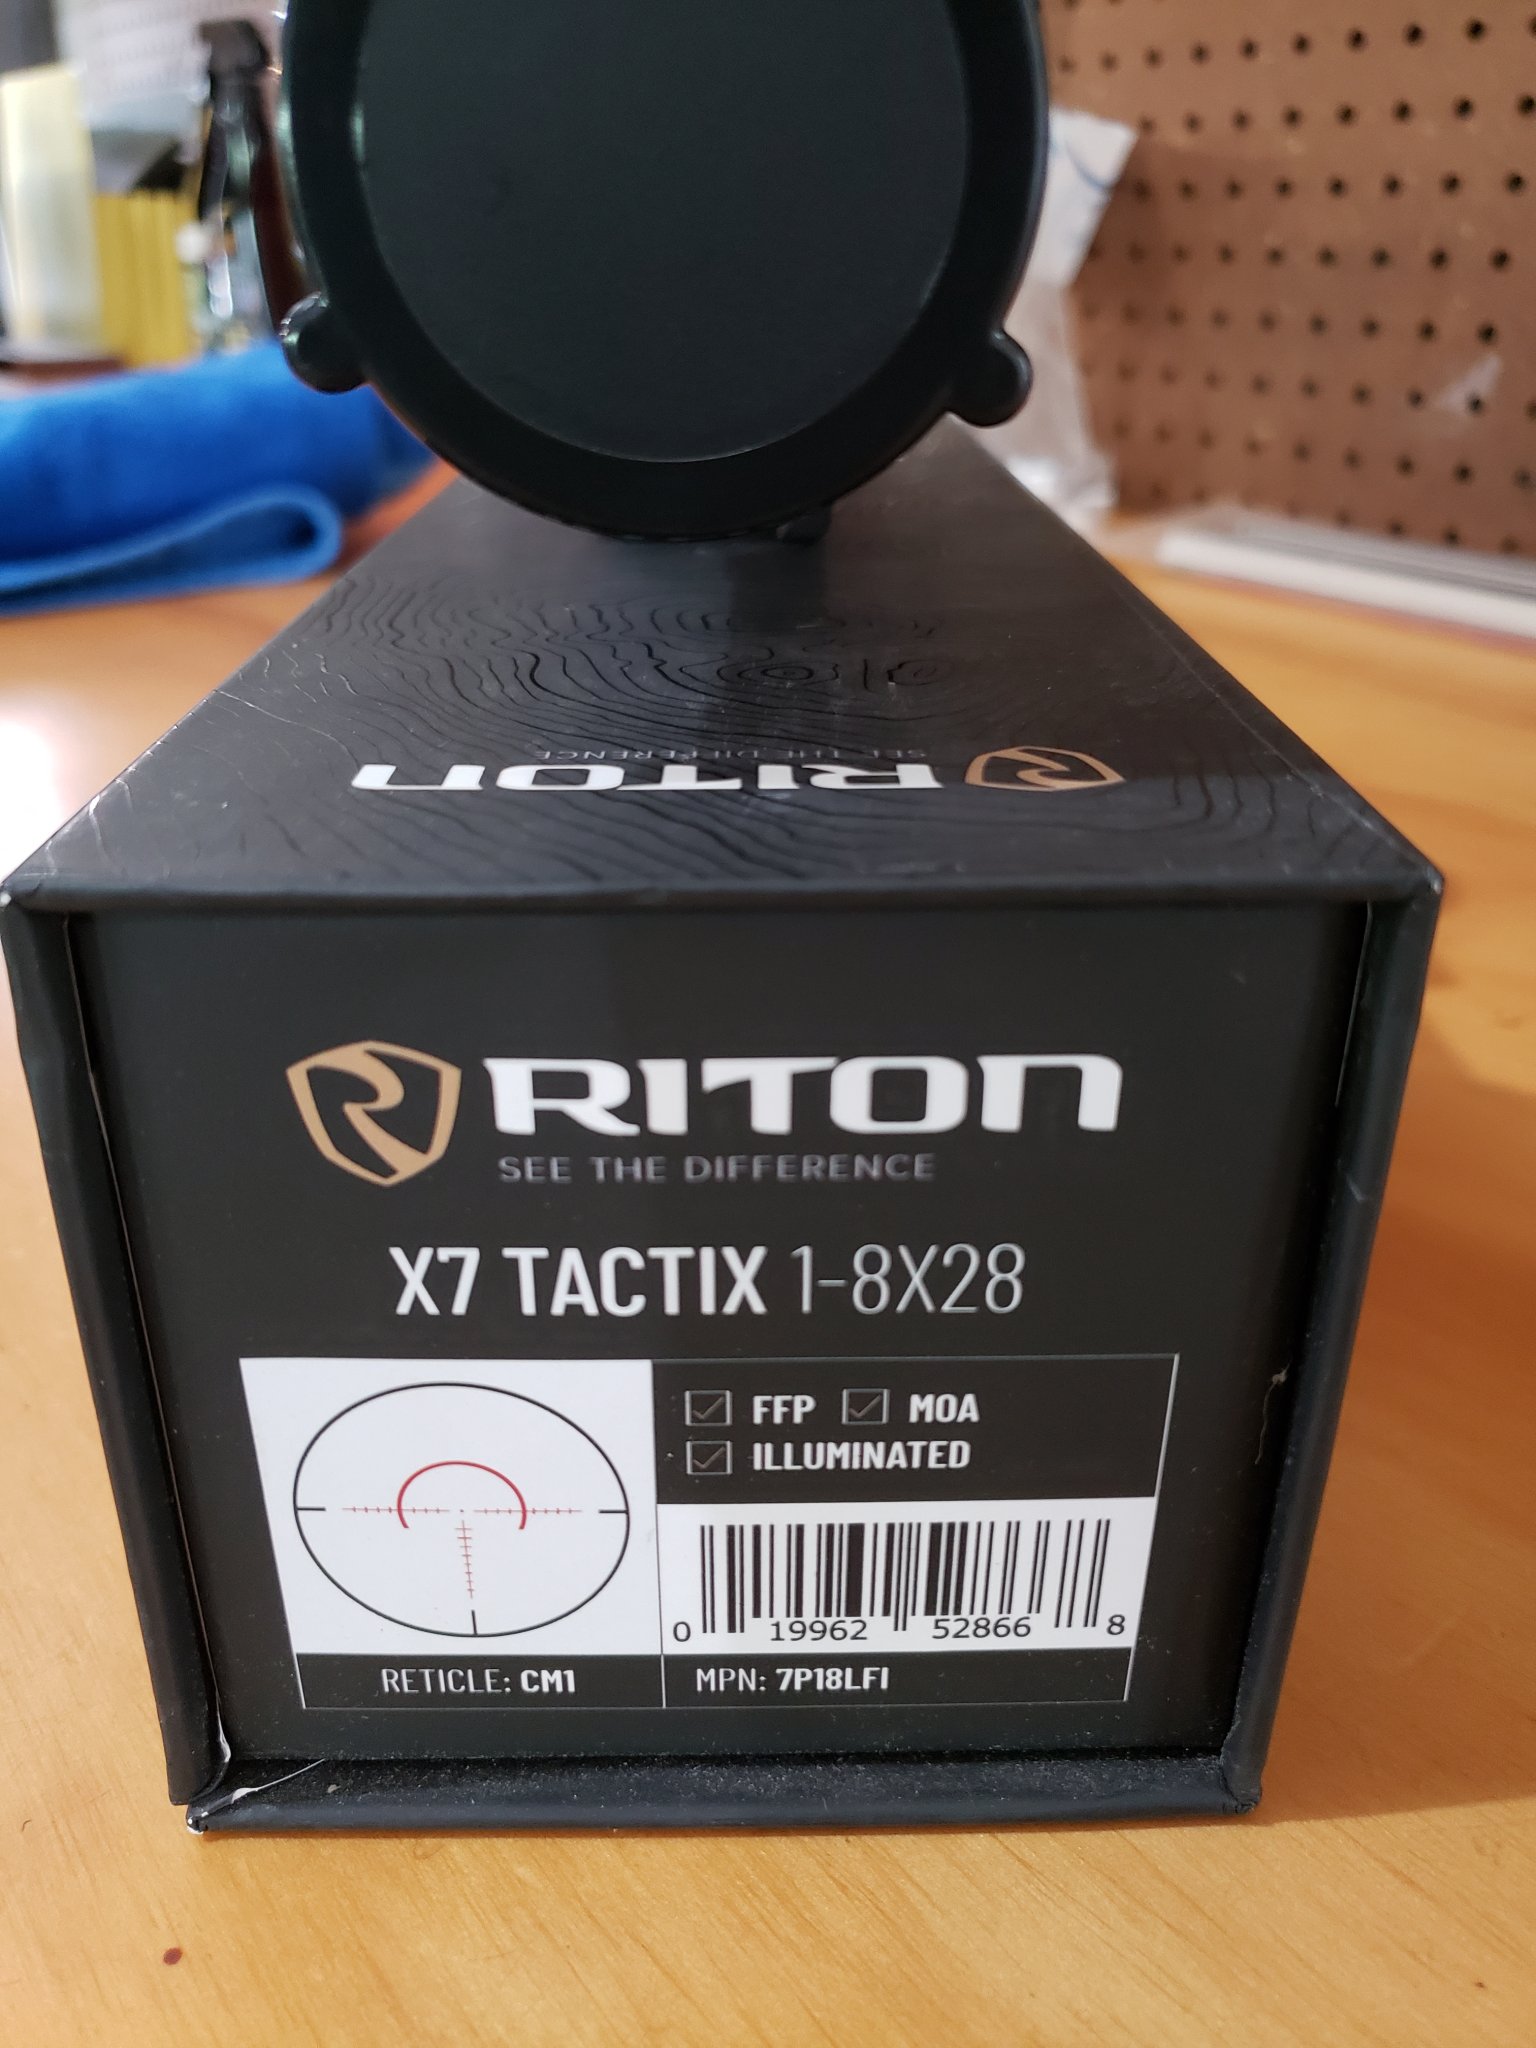 SEE THE DIFFERENCE
RITON
RITON
SEE THE DIFFERENCE
X7 TACTIX 1-8X28
FFP MOA
ILLUMINATED
0 19962 52866 8
RETICLE: CM1
MPN: 7P18LFI